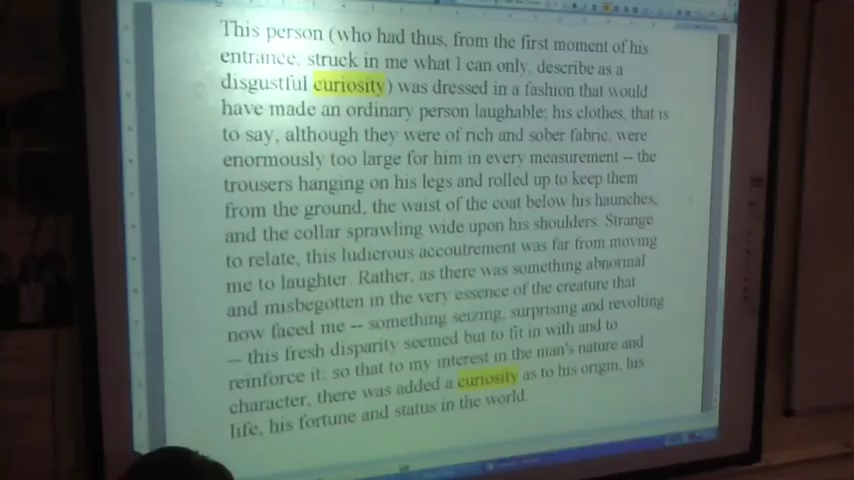 This person (who had thus, from the first moment of his
entrance, struck in me what I can only, describe as a
disgustful curiosity) was dressed in a fashion that would
have made an ordinary person laughable; his clothes, that is
to say, although they were of rich and sober fabric, were
enormously too large for him in every measurement -- the
trousers hanging on his legs and rolled up to keep them
from the ground, the waist of the coat below his haunches,
and the collar sprawling wide upon his shoulders. Strange
to relate, this ludicrous accoutrement was far from moving
me to laughter. Rather, as there was something abnormal
and misbegotten in the very essence of the creature that
now faced me -- something seizing, surprising and revolting
-- this fresh disparity seemed but to fit in with and to
reinforce it; so that to my interest in the man's nature and
character, there was added a curiosity as to his origin, his
life, his fortune and status in the world.